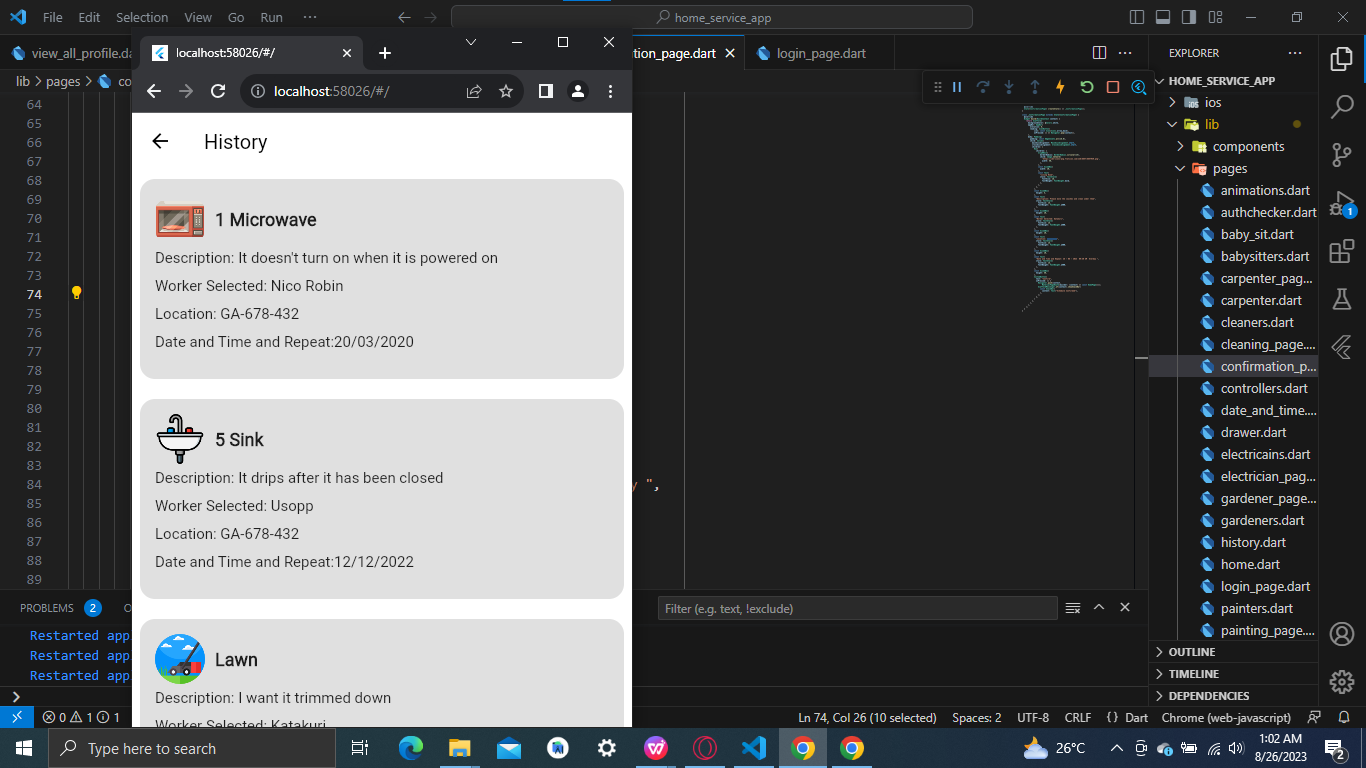 File Edit Selection View Go Run ···
home_service_app
view_all_profile.da
tion_page.dart
login_page.dart
lib > pages > co
localhost:58026/#/
localhost:58026/#/
History
1 Microwave
Description: It doesn't turn on when it is powered on
Worker Selected: Nico Robin
Location: GA-678-432
Date and Time and Repeat:20/03/2020
5 Sink
Description: It drips after it has been closed
Worker Selected: Usopp
Location: GA-678-432
Date and Time and Repeat:12/12/2022
Lawn
Description: I want it trimmed down
Worker Selected: Katakuri
64
65
66
67
68
69
70
71
72
73
74
75
76
77
78
79
80
81
82
83
84
85
86
87
88
89
y ",
EXPLORER
HOME_SERVICE_APP
ios
lib
components
pages
animations.dart
authchecker.dart
baby_sit.dart
babysitters.dart
carpenter_pag...
carpenter.dart
cleaners.dart
cleaning_page....
confirmation_p...
controllers.dart
date_and_time....
drawer.dart
electricains.dart
electrician_pag...
gardener_page...
gardeners.dart
history.dart
home.dart
login_page.dart
painters.dart
painting_page....
OUTLINE
TIMELINE
DEPENDENCIES
1
PROBLEMS 2 O
Filter (e.g. text, !exclude)
Restarted app
Restarted app
Restarted app
0 1 1
Ln 74, Col 26 (10 selected) Spaces: 2 UTF-8 CRLF {} Dart Chrome (web-javascript)
Type here to search
26°C
1:02 AM
8/26/2023
2